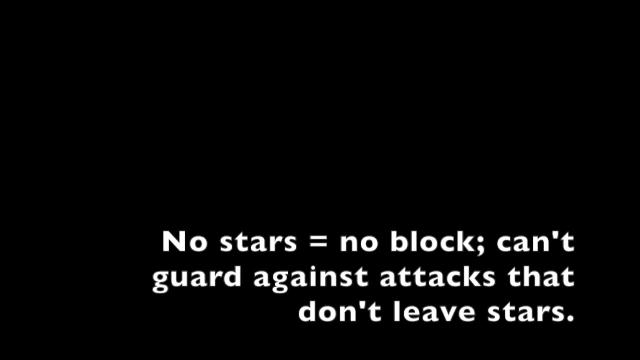 No stars = no block; can't
guard against attacks that
don't leave stars.